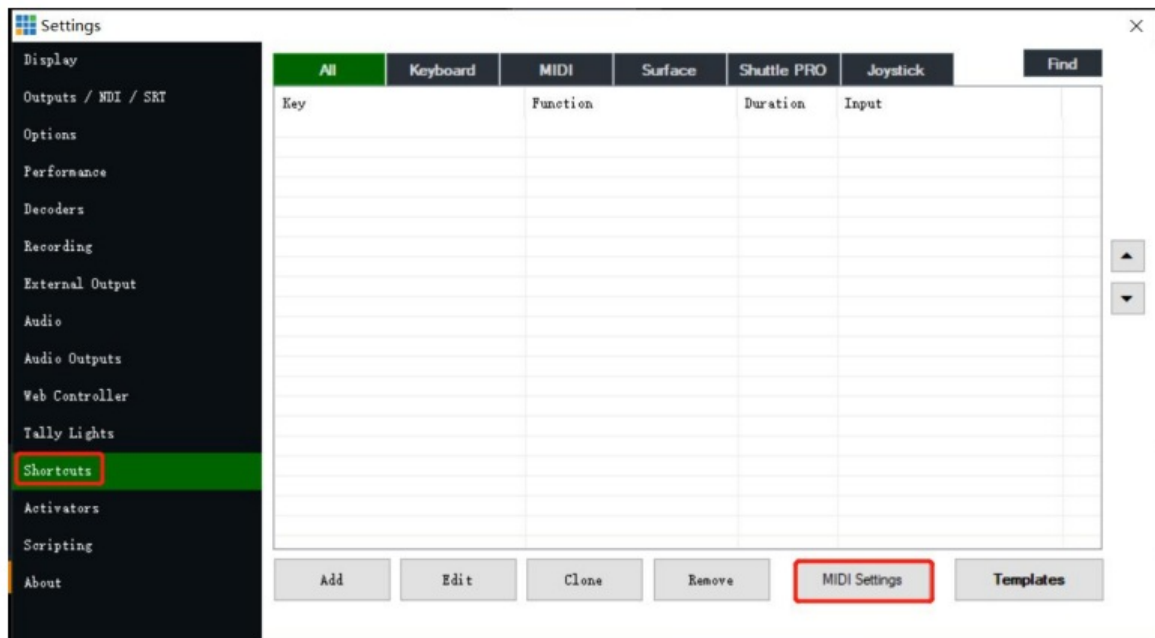 Settings
Display
Outputs / NDI / SRT
Options
Performance
Decoders
Recording
External Output
Audio
Audio Outputs
Web Controller
Tally Lights
Shortcuts
Activators
Scripting
About
All Keyboard MIDI Surface Shuttle PRO Joystick Find
Key Function Duration Input
Add Edit Clone Remove MIDI Settings Templates